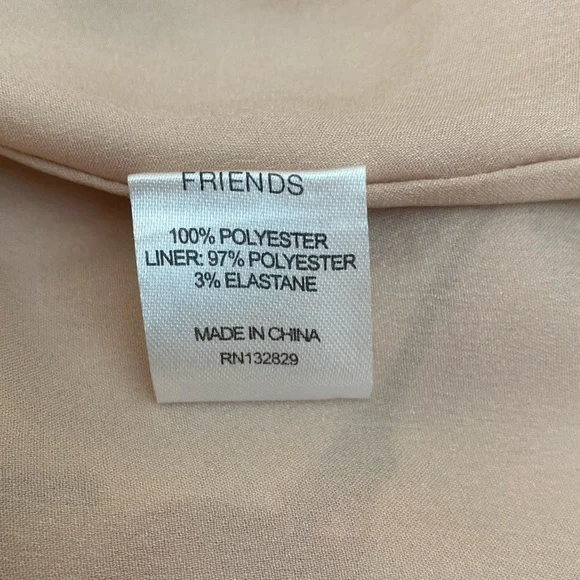 FRIENDS
100% POLYESTER
LINER: 97% POLYESTER
3% ELASTANE
MADE IN CHINA
RN132829